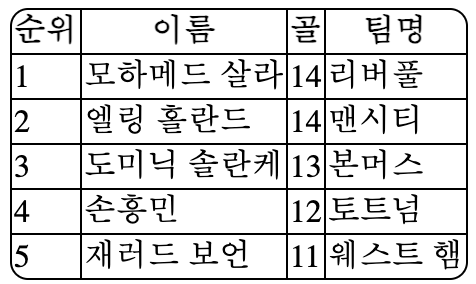 순위 이름 골 팀명
1 모하메드 살라 14 리버풀
2 엘링 홀란드 14 맨시티
3 도미닉 솔란케 13 본머스
4 손흥민 12 토트넘
5 재러드 보언 11 웨스트 햄